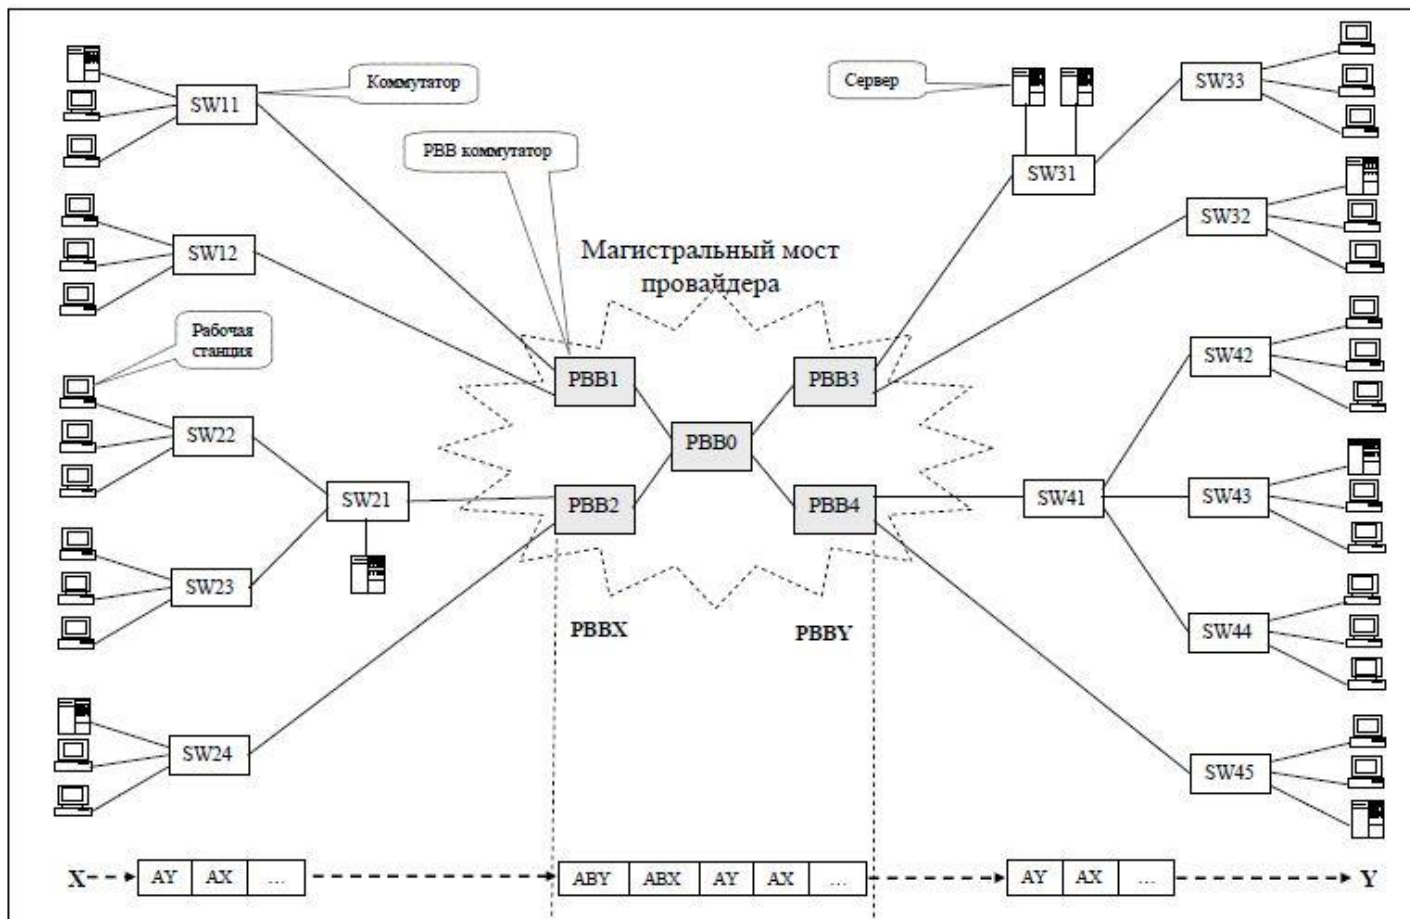 Коммутатор
Сервер
SW33
SW11
PBB коммутатор
SW31
SW32
SW12
Магистральный мост
провайдера
Рабочая
станция
SW42
PBB1
PBB3
SW22
PBB0
SW21
PBB2
PBB4
SW41
SW43
SW23
PBBX
PBBY
SW44
SW24
SW45
X
AY AX ...
ABY ABX AY AX ...
AY AX ...
Y